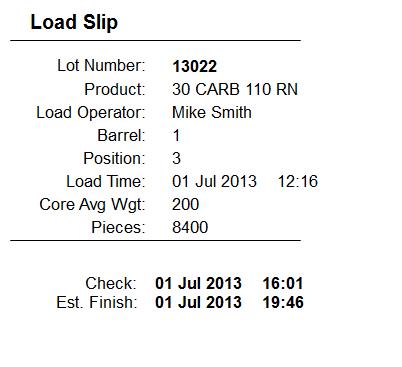 Load Slip
Lot Number: 13022
Product: 30 CARB 110 RN
Load Operator: Mike Smith
Barrel: 1
Position: 3
Load Time: 01 Jul 2013 12:16
Core Avg Wgt: 200
Pieces: 8400
Check: 01 Jul 2013 16:01
Est. Finish: 01 Jul 2013 19:46